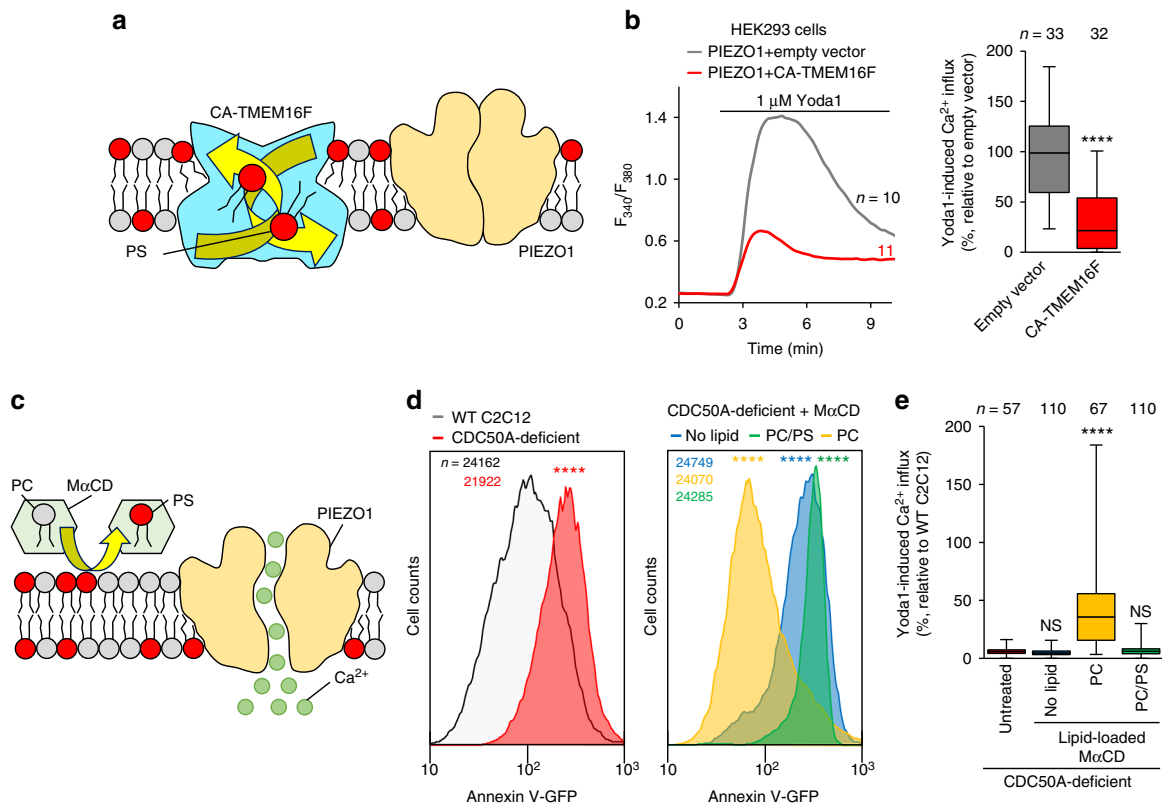 a
CA-TMEM16F
PS
PIEZO1
b
HEK293 cells
PIEZO1+empty vector
PIEZO1+CA-TMEM16F
1 μM Yoda1
1.4
1.0
0.6
0.2
F340/F380
n = 10
11
0
3
6
9
Time (min)
n = 33
32
200
150
100
50
0
****
Yoda1-induced Ca2+ influx
(%, relative to empty vector)
Empty vector
CA-TMEM16F
c
PC
MαCD
PS
PIEZO1
Ca2+
d
WT C2C12
CDC50A-deficient
n = 24162
21922
****
Cell counts
10
10²
10³
Annexin V-GFP
CDC50A-deficient + MαCD
No lipid
PC/PS
PC
24749
24070
24285
**** **** ****
Cell counts
10
10²
10³
Annexin V-GFP
e
n = 57
110
67
110
****
200
150
100
50
0
NS
NS
Yoda1-induced Ca2+ influx
(%, relative to WT C2C12)
Untreated
No lipid
PC
PC/PS
Lipid-loaded
MαCD
CDC50A-deficient